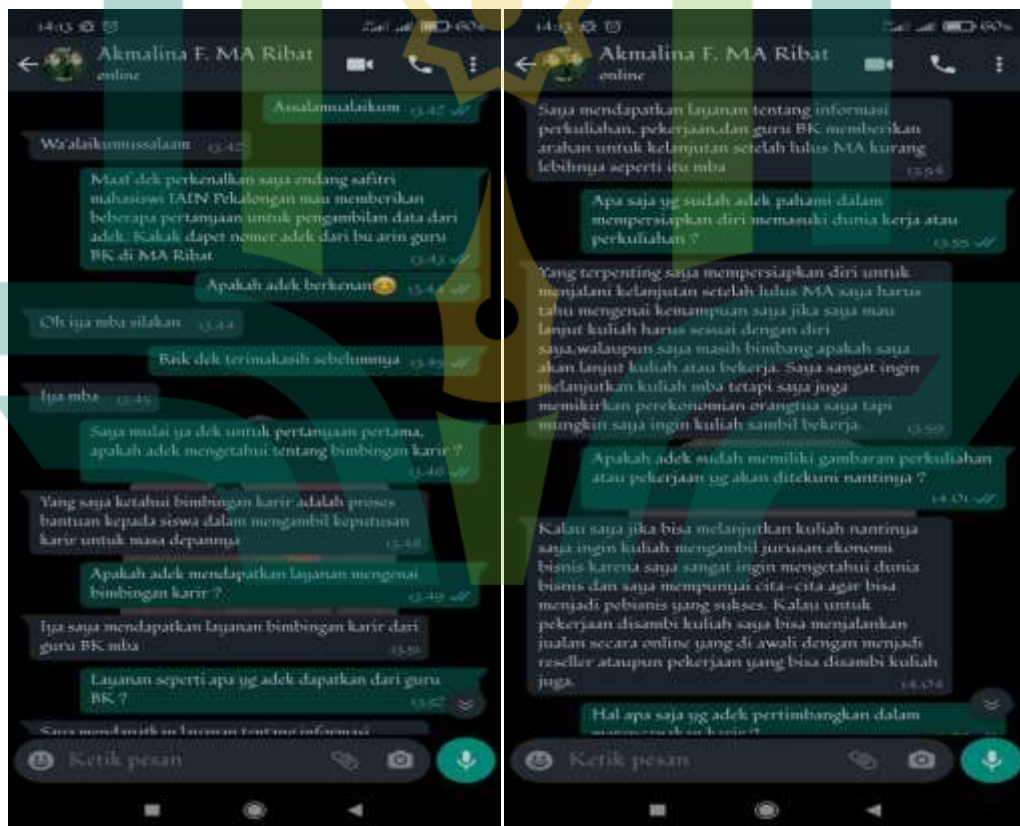 14:13
60%
Akmalina F. MA Ribat
online
Assalamualaikum 13.42
Wa'alaikumussalaam 13.42
Maaf dek perkenalkan saya endang safitri
mahasiswi IAIN Pekalongan mau memberikan
beberapa pertanyaan untuk pengambilan data dari
adek. Kakak dapet nomer adek dari bu arin guru
BK di MA Ribat 13.43
Apakah adek berkenan😊 13.44
Oh iya mba silakan 13.44
Baik dek terimakasih sebelumnya 13.45
Iya mba 13.45
Saya mulai ya dek untuk pertanyaan pertama,
apakah adek mengetahui tentang bimbingan karir ?
13.46
Yang saya ketahui bimbingan karir adalah proses
bantuan kepada siswa dalam mengambil keputusan
karir untuk masa depannya 13.48
Apakah adek mendapatkan layanan mengenai
bimbingan karir ? 13.49
Iya saya mendapatkan layanan bimbingan karir dari
guru BK mba 13.51
Layanan seperti apa yg adek dapatkan dari guru
BK ? 13.52
Saya mendapatkan layanan tentang informasi
Ketik pesan
14:13
60%
Akmalina F. MA Ribat
online
Saya mendapatkan layanan tentang informasi
perkuliahan, pekerjaan,dan guru BK memberikan
arahan untuk kelanjutan setelah lulus MA kurang
lebihnya seperti itu mba 13.54
Apa saja yg sudah adek pahami dalam
mempersiapkan diri memasuki dunia kerja atau
perkuliahan ? 13.55
Yang terpenting saya mempersiapkan diri untuk
menjalani kelanjutan setelah lulus MA saya harus
tahu mengenai kemampuan saya jika saya mau
lanjut kuliah harus sesuai dengan diri
saya,walaupun saya masih bimbang apakah saya
akan lanjut kuliah atau bekerja. Saya sangat ingin
melanjutkan kuliah mba tetapi saya juga
memikirkan perekonomian orangtua saya tapi
mungkin saya ingin kuliah sambil bekerja. 13.59
Apakah adek sudah memiliki gambaran perkuliahan
atau pekerjaan yg akan ditekuni nantinya ?
14.01
Kalau saya jika bisa melanjutkan kuliah nantinya
saya ingin kuliah mengambil jurusan ekonomi
bisnis karena saya sangat ingin mengetahui dunia
bisnis dan saya mempunyai cita-cita agar bisa
menjadi pebisnis yang sukses. Kalau untuk
pekerjaan disambi kuliah saya bisa menjalankan
jualan secara online yang di awali dengan menjadi
reseller ataupun pekerjaan yang bisa disambi kuliah
juga. 14.04
Hal apa saja yg adek pertimbangkan dalam
Ketik pesan